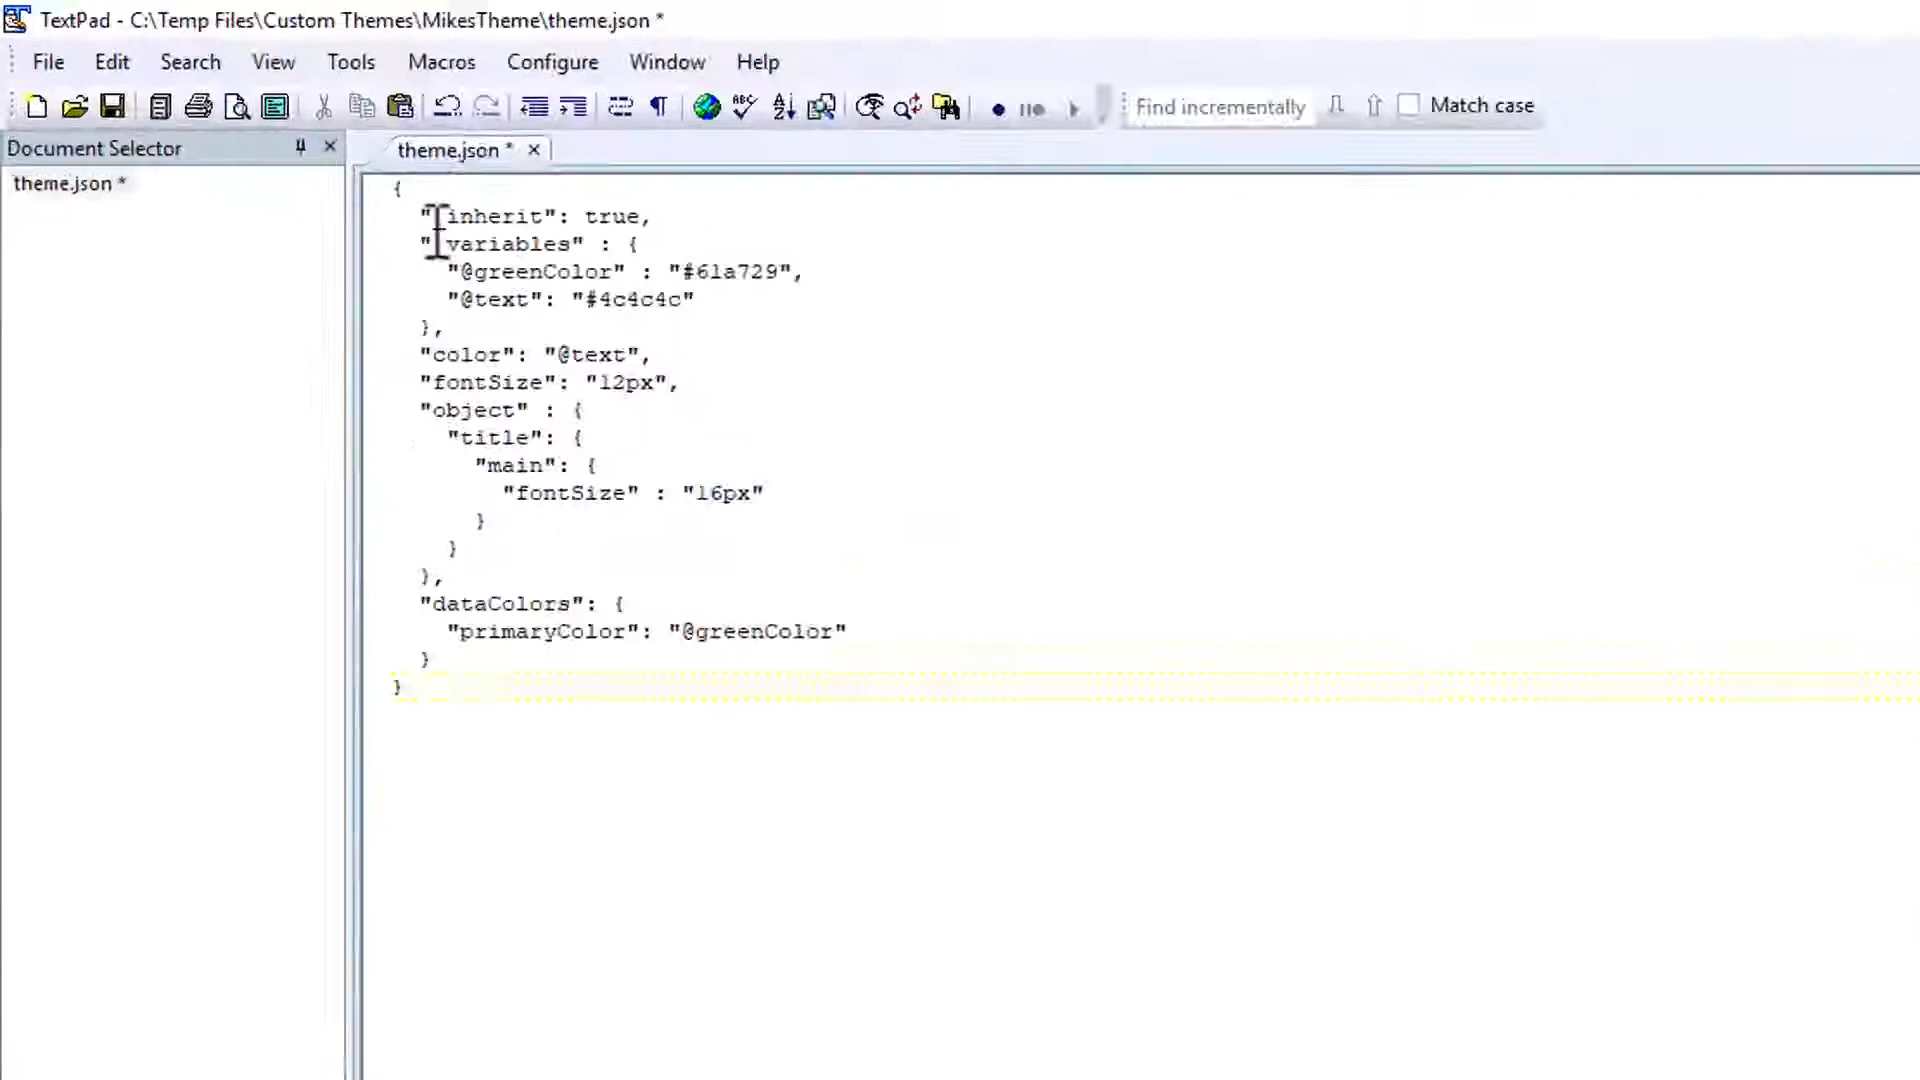 TextPad - C:\Temp Files\Custom Themes\MikesTheme\theme.json *
File Edit Search View Tools Macros Configure Window Help
Find incrementally Match case
Document Selector
theme.json *
theme.json *
{
"_inherit": true,
"_variables" : {
"@greenColor" : "#61a729",
"@text": "#4c4c4c"
},
"color": "@text",
"fontSize": "12px",
"object" : {
"title": {
"main": {
"fontSize" : "16px"
}
}
},
"dataColors": {
"primaryColor": "@greenColor"
}
}